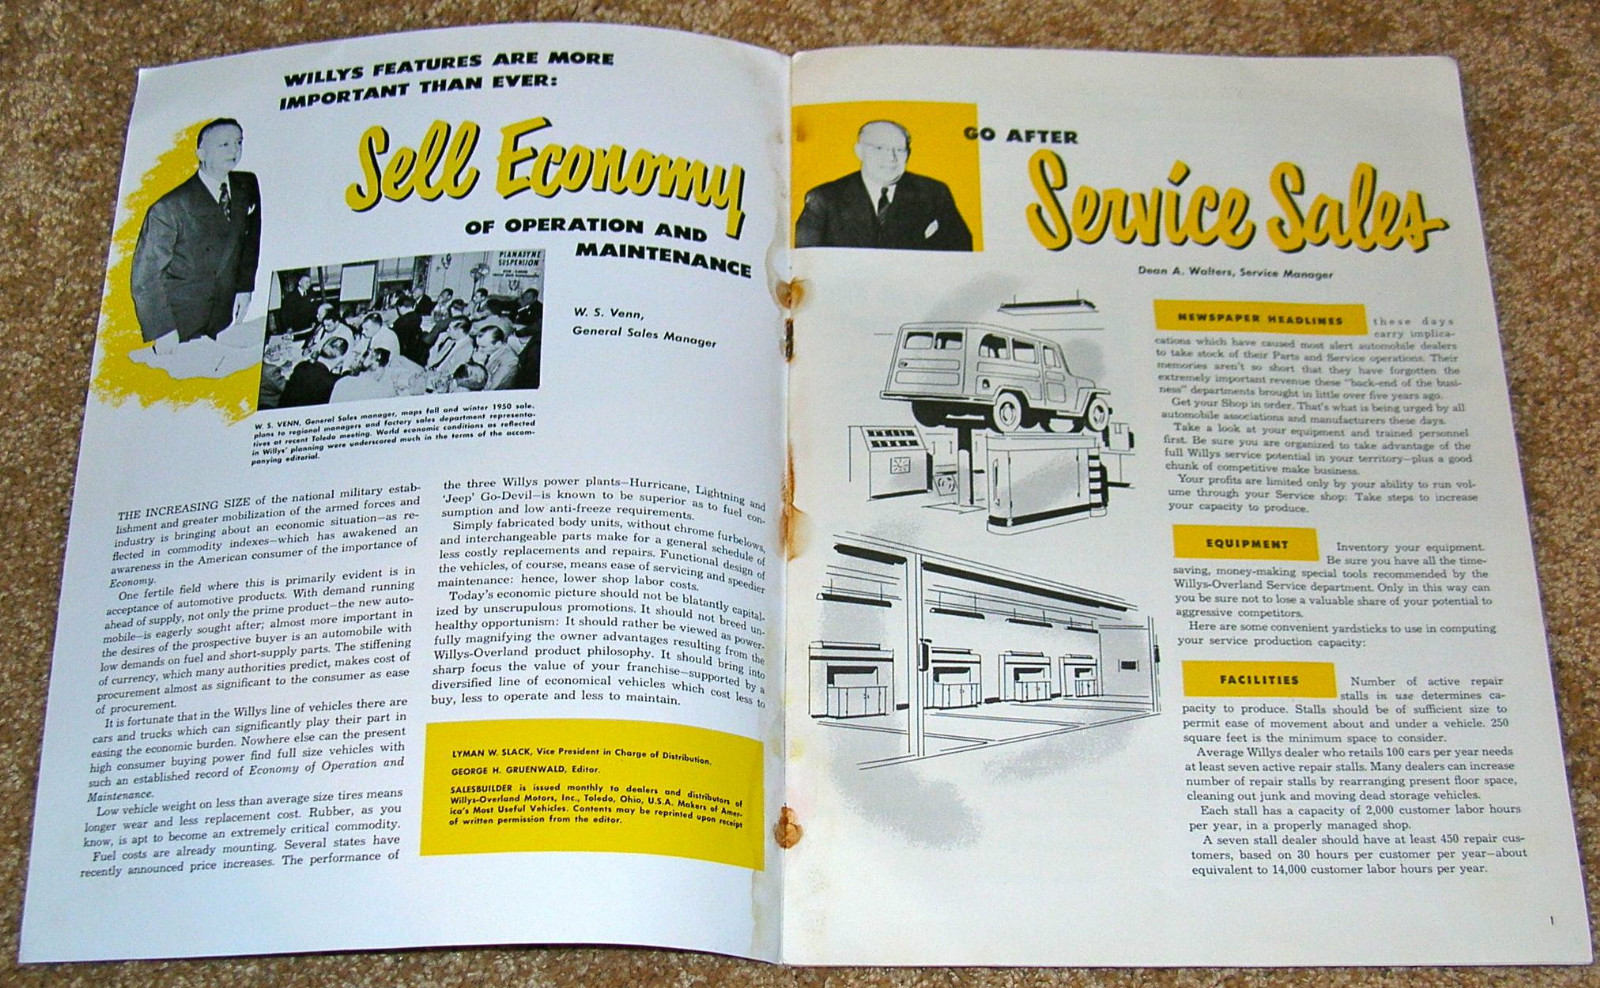 WILLYS FEATURES ARE MORE
IMPORTANT THAN EVER:
Sell Economy
OF OPERATION AND
MAINTENANCE
PLANADYNE
SUSPENSION
W. S. Venn,
General Sales Manager
W. S. VENN, General Sales manager, maps fall and winter 1950 sale.
plans to regional managers and factory sales department representa-
tives at recent Toledo meeting. World economic conditions as reflected
in Willys' planning were underscored much in the terms of the accom-
panying editorial.
THE INCREASING SIZE of the national military estab-
lishment and greater mobilization of the armed forces and
industry is bringing about an economic situation—as re-
flected in commodity indexes—which has awakened an
awareness in the American consumer of the importance of
Economy.
One fertile field where this is primarily evident is in
acceptance of automotive products. With demand running
ahead of supply, not only the prime product—the new auto-
mobile—is eagerly sought after; almost more important in
the desires of the prospective buyer is an automobile with
low demands on fuel and short-supply parts. The stiffening
of currency, which many authorities predict, makes cost of
procurement almost as significant to the consumer as ease
of procurement.
It is fortunate that in the Willys line of vehicles there are
cars and trucks which can significantly play their part in
easing the economic burden. Nowhere else can the present
high consumer buying power find full size vehicles with
such an established record of Economy of Operation and
Maintenance.
Low vehicle weight on less than average size tires means
longer wear and less replacement cost. Rubber, as you
know, is apt to become an extremely critical commodity.
Fuel costs are already mounting. Several states have
recently announced price increases. The performance of
the three Willys power plants—Hurricane, Lightning and
'Jeep' Go-Devil—is known to be superior as to fuel con-
sumption and low anti-freeze requirements.
Simply fabricated body units, without chrome furbelows,
and interchangeable parts make for a general schedule of
less costly replacements and repairs. Functional design of
the vehicles, of course, means ease of servicing and speedier
maintenance: hence, lower shop labor costs.
Today's economic picture should not be blatantly capital-
ized by unscrupulous promotions. It should not breed un-
healthy opportunism: It should rather be viewed as power-
fully magnifying the owner advantages resulting from the
Willys-Overland product philosophy. It should bring into
sharp focus the value of your franchise—supported by a
diversified line of economical vehicles which cost less to
buy, less to operate and less to maintain.
LYMAN W. SLACK, Vice President in Charge of Distribution.
GEORGE H. GRUENWALD, Editor.
SALESBUILDER is issued monthly to dealers and distributors of
Willys-Overland Motors, Inc., Toledo, Ohio, U.S.A. Makers of Amer-
ica's Most Useful Vehicles. Contents may be reprinted upon receipt
of written permission from the editor.
GO AFTER
Service Sales
Dean A. Walters, Service Manager
NEWSPAPER HEADLINES these days
carry implica-
cations which have caused most alert automobile dealers
to take stock of their Parts and Service operations. Their
memories aren't so short that they have forgotten the
extremely important revenue these "back-end of the busi-
ness" departments brought in little over five years ago.
Get your Shop in order. That's what is being urged by all
automobile associations and manufacturers these days.
Take a look at your equipment and trained personnel
first. Be sure you are organized to take advantage of the
full Willys service potential in your territory—plus a good
chunk of competitive make business.
Your profits are limited only by your ability to run vol-
ume through your Service shop: Take steps to increase
your capacity to produce.
EQUIPMENT Inventory your equipment.
Be sure you have all the time-
saving, money-making special tools recommended by the
Willys-Overland Service department. Only in this way can
you be sure not to lose a valuable share of your potential to
aggressive competitors.
Here are some convenient yardsticks to use in computing
your service production capacity:
FACILITIES Number of active repair
stalls in use determines ca-
pacity to produce. Stalls should be of sufficient size to
permit ease of movement about and under a vehicle. 250
square feet is the minimum space to consider.
Average Willys dealer who retails 100 cars per year needs
at least seven active repair stalls. Many dealers can increase
number of repair stalls by rearranging present floor space,
cleaning out junk and moving dead storage vehicles.
Each stall has a capacity of 2,000 customer labor hours
per year, in a properly managed shop.
A seven stall dealer should have at least 450 repair cus-
tomers, based on 30 hours per customer per year—about
equivalent to 14,000 customer labor hours per year.
1